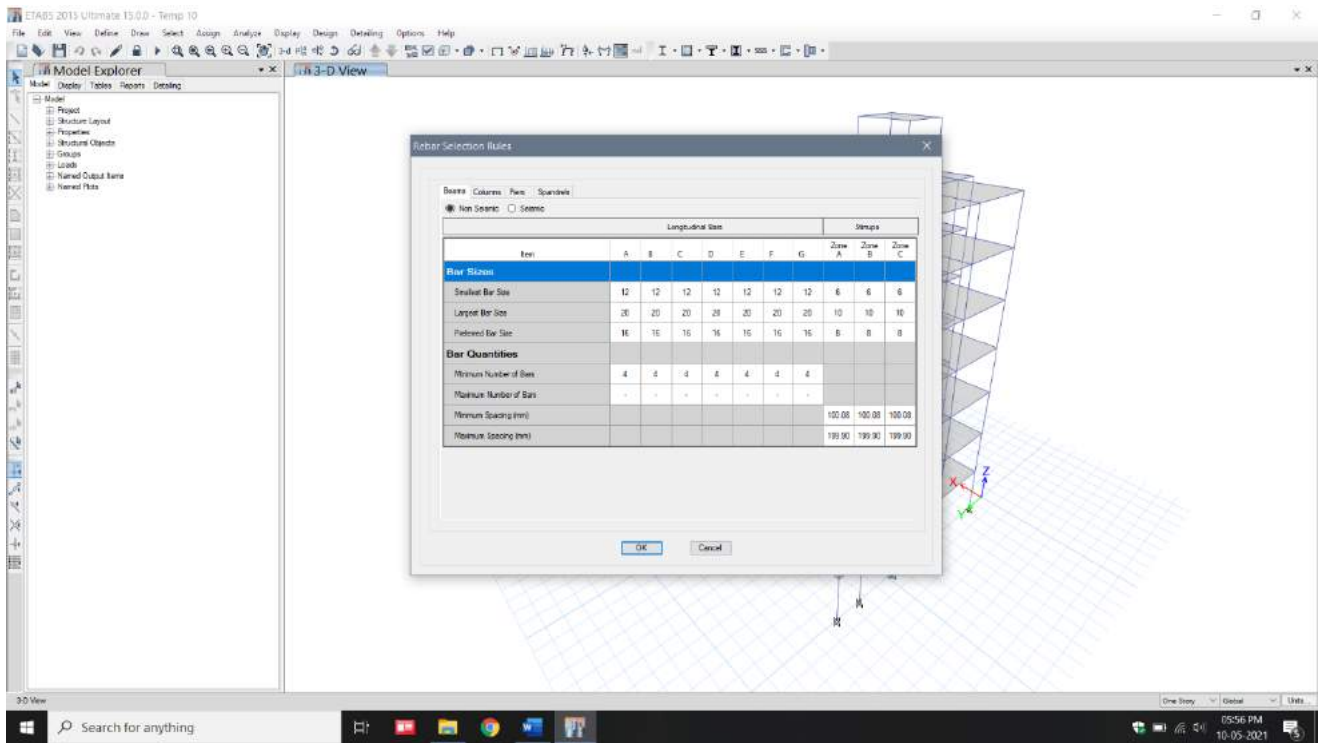 ETABS 2015 Ultimate 15.0.0 - Temp 10
File Edit View Define Draw Select Assign Analyze Display Design Detailing Options Help
Model Explorer
3-D View
Model Display Tables Reports Detailing
Model
Project
Structure Layout
Properties
Structural Objects
Groups
Loads
Named Output Items
Named Plots
Rebar Selection Rules
Beams Columns Piers Spandrels
Non Seismic Seismic
Longitudinal Bars Stirrups
Item A B C D E F G Zone A Zone B Zone C
Bar Sizes
Smallest Bar Size 12 12 12 12 12 12 12 6 6 6
Largest Bar Size 20 20 20 20 20 20 20 10 10 10
Preferred Bar Size 16 16 16 16 16 16 16 8 8 8
Bar Quantities
Minimum Number of Bars 4 4 4 4 4 4 4
Maximum Number of Bars - - - - - - -
Minimum Spacing (mm) 100.08 100.08 100.08
Maximum Spacing (mm) 199.90 199.90 199.90
OK Cancel
X Y Z
3-D View
One Story Global Units...
Search for anything
05:56 PM
10-05-2021